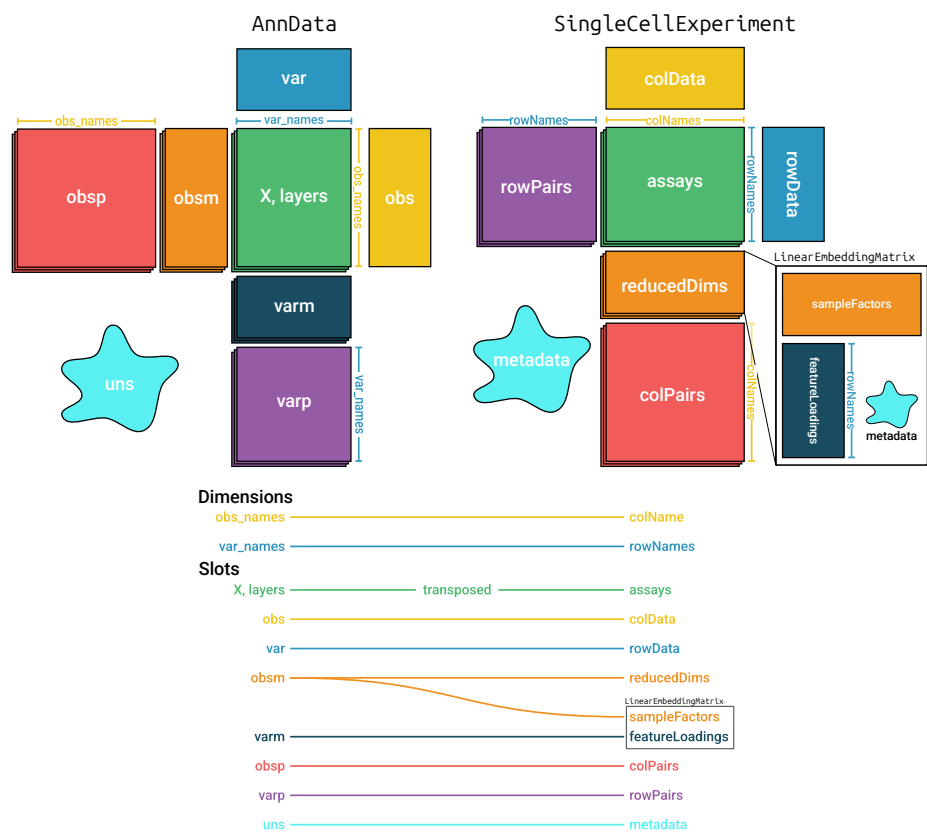 AnnData
SingleCellExperiment
var
colData
obs_names
var_names
rowNames
colNames
obsp
obsm
X, layers
obs_names
obs
rowPairs
assays
rowNames
rowData
varm
reducedDims
LinearEmbeddingMatrix
sampleFactors
uns
varp
var_names
metadata
colPairs
colNames
featureLoadings
rowNames
metadata
Dimensions
obs_names colName
var_names rowNames
Slots
X, layers transposed assays
obs colData
var rowData
obsm reducedDims
LinearEmbeddingMatrix
sampleFactors
varm featureLoadings
obsp colPairs
varp rowPairs
uns metadata